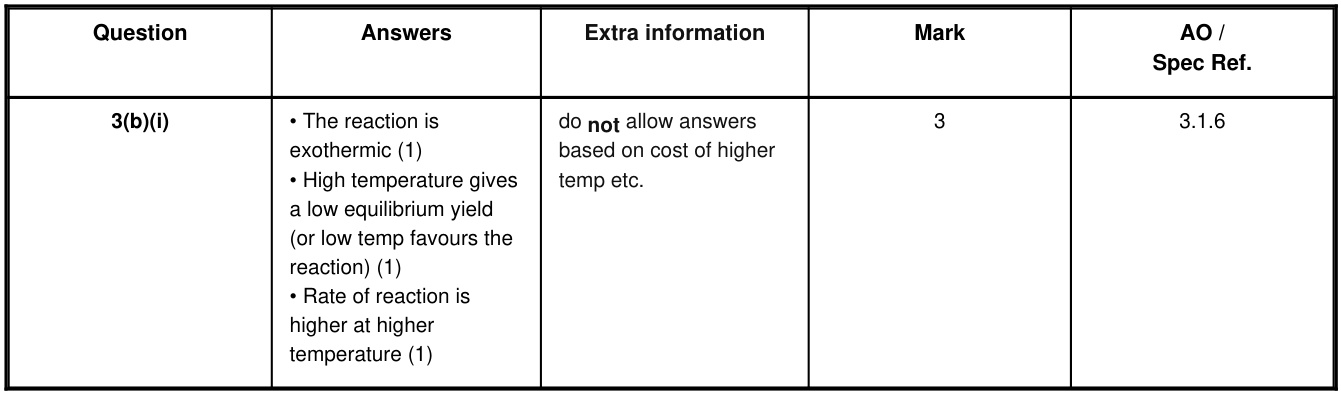 Question
Answers
Extra information
Mark
AO /
Spec Ref.
3(b)(i)
• The reaction is
exothermic (1)
• High temperature gives
a low equilibrium yield
(or low temp favours the
reaction) (1)
• Rate of reaction is
higher at higher
temperature (1)
do not allow answers
based on cost of higher
temp etc.
3
3.1.6